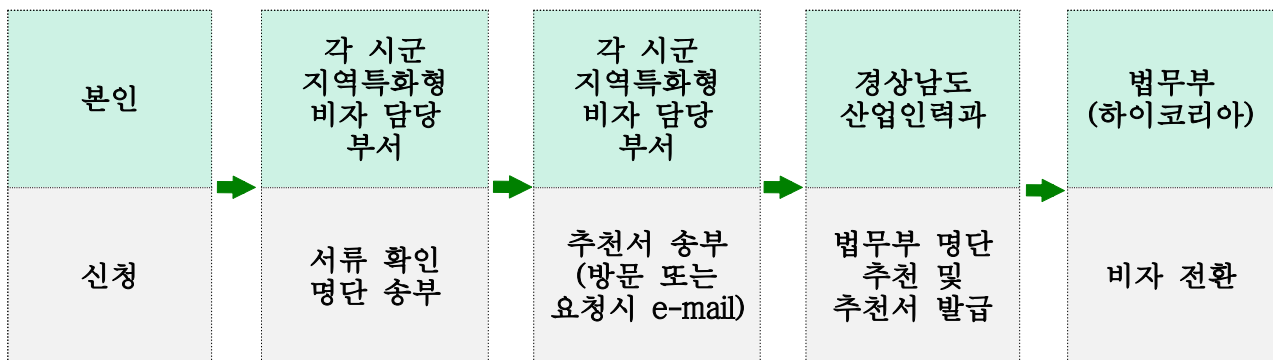 본인
신청
각 시군
지역특화형
비자 담당
부서
서류 확인
명단 송부
각 시군
지역특화형
비자 담당
부서
추천서 송부
(방문 또는
요청시 e-mail)
경상남도
산업인력과
법무부 명단
추천 및
추천서 발급
법무부
(하이코리아)
비자 전환